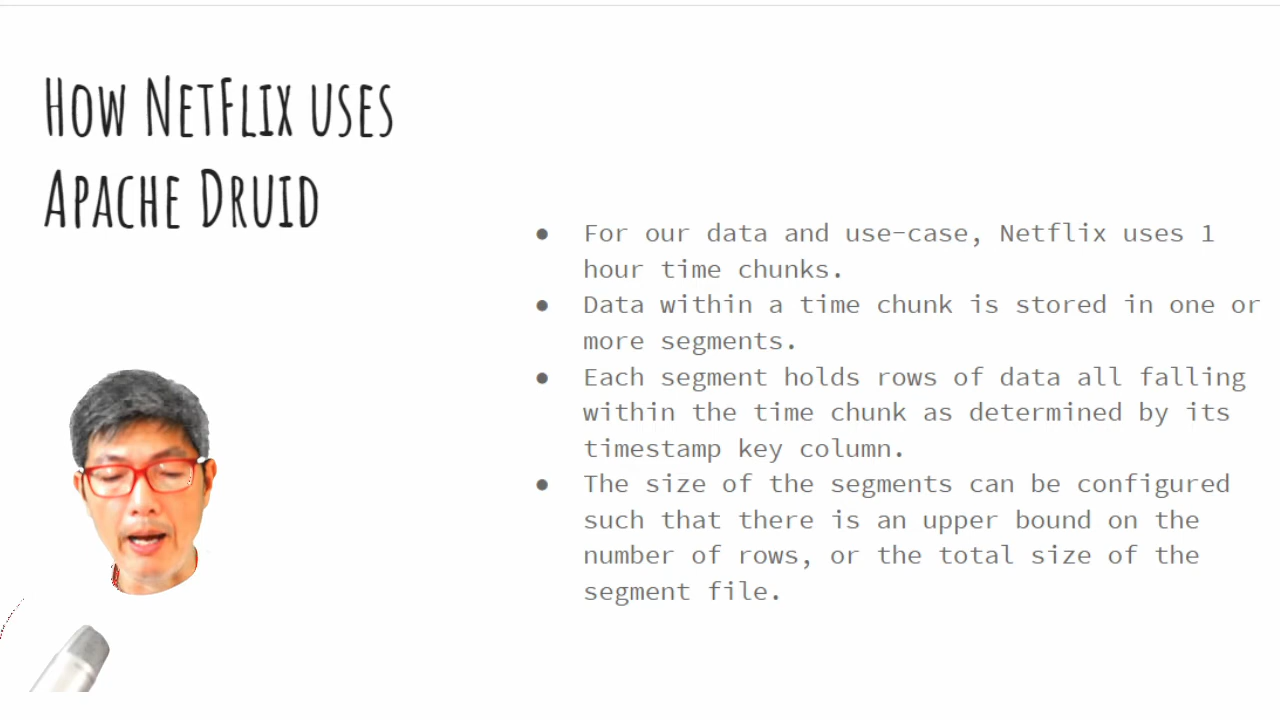 How NetFlix uses
Apache Druid
● For our data and use-case, Netflix uses 1
hour time chunks.
● Data within a time chunk is stored in one or
more segments.
● Each segment holds rows of data all falling
within the time chunk as determined by its
timestamp key column.
● The size of the segments can be configured
such that there is an upper bound on the
number of rows, or the total size of the
segment file.